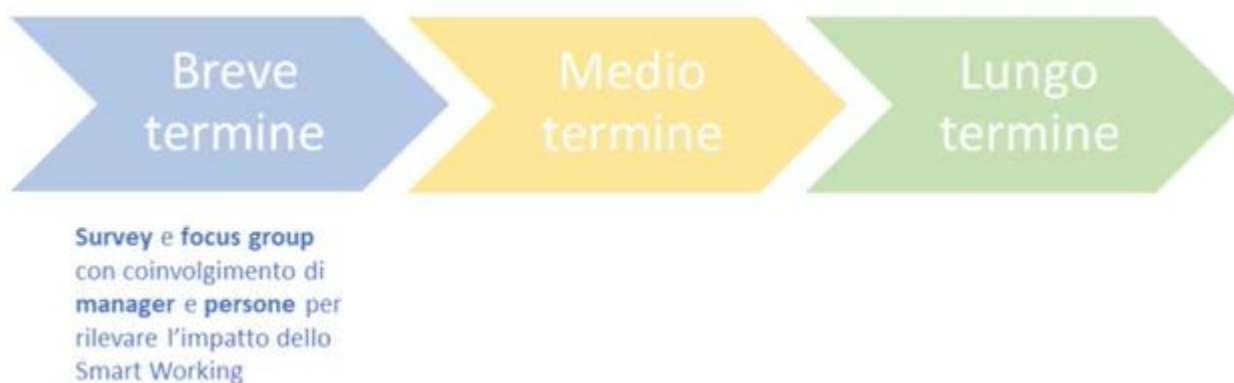 Breve
termine
Medio
termine
Lungo
termine
Survey e focus group
con coinvolgimento di
manager e persone per
rilevare l'impatto dello
Smart Working